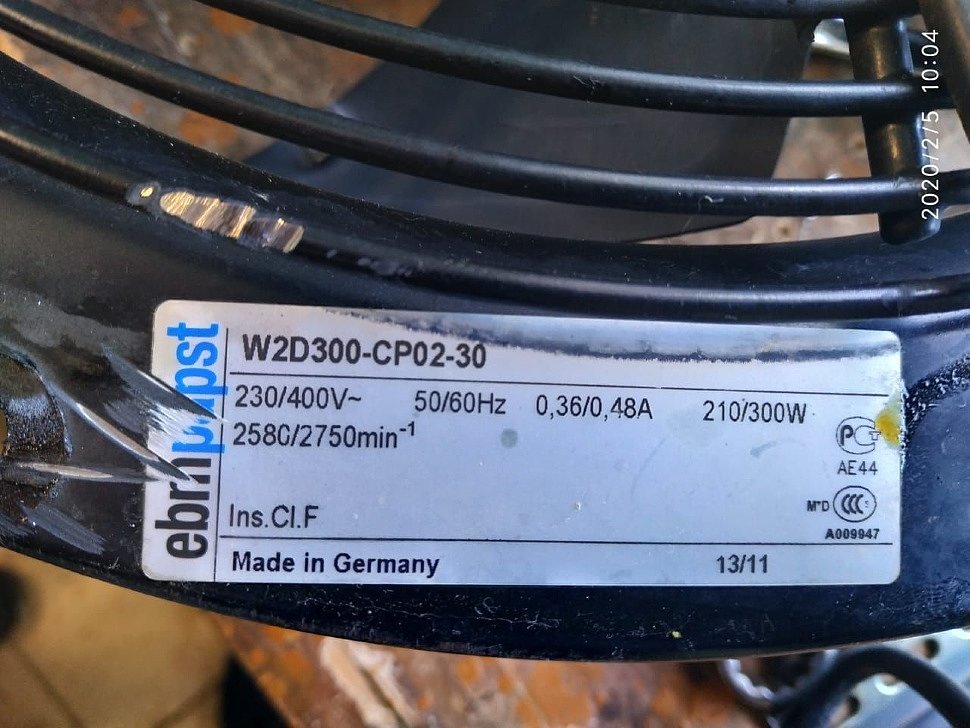 2020/2/5 10:04
ebmpapst
W2D300-CP02-30
230/400V~ 50/60Hz 0,36/0,48A 210/300W
2580/2750min⁻¹
AE44
Ins.Cl.F
CCC
A009947
Made in Germany 13/11